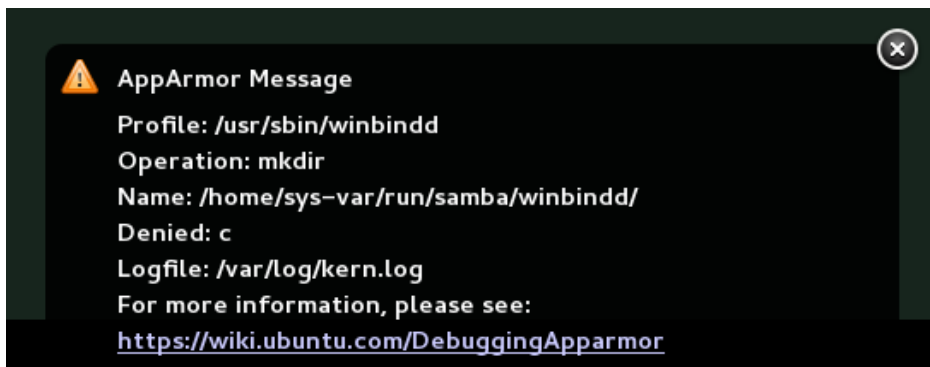 AppArmor Message
Profile: /usr/sbin/winbindd
Operation: mkdir
Name: /home/sys-var/run/samba/winbindd/
Denied: c
Logfile: /var/log/kern.log
For more information, please see:
https://wiki.ubuntu.com/DebuggingApparmor